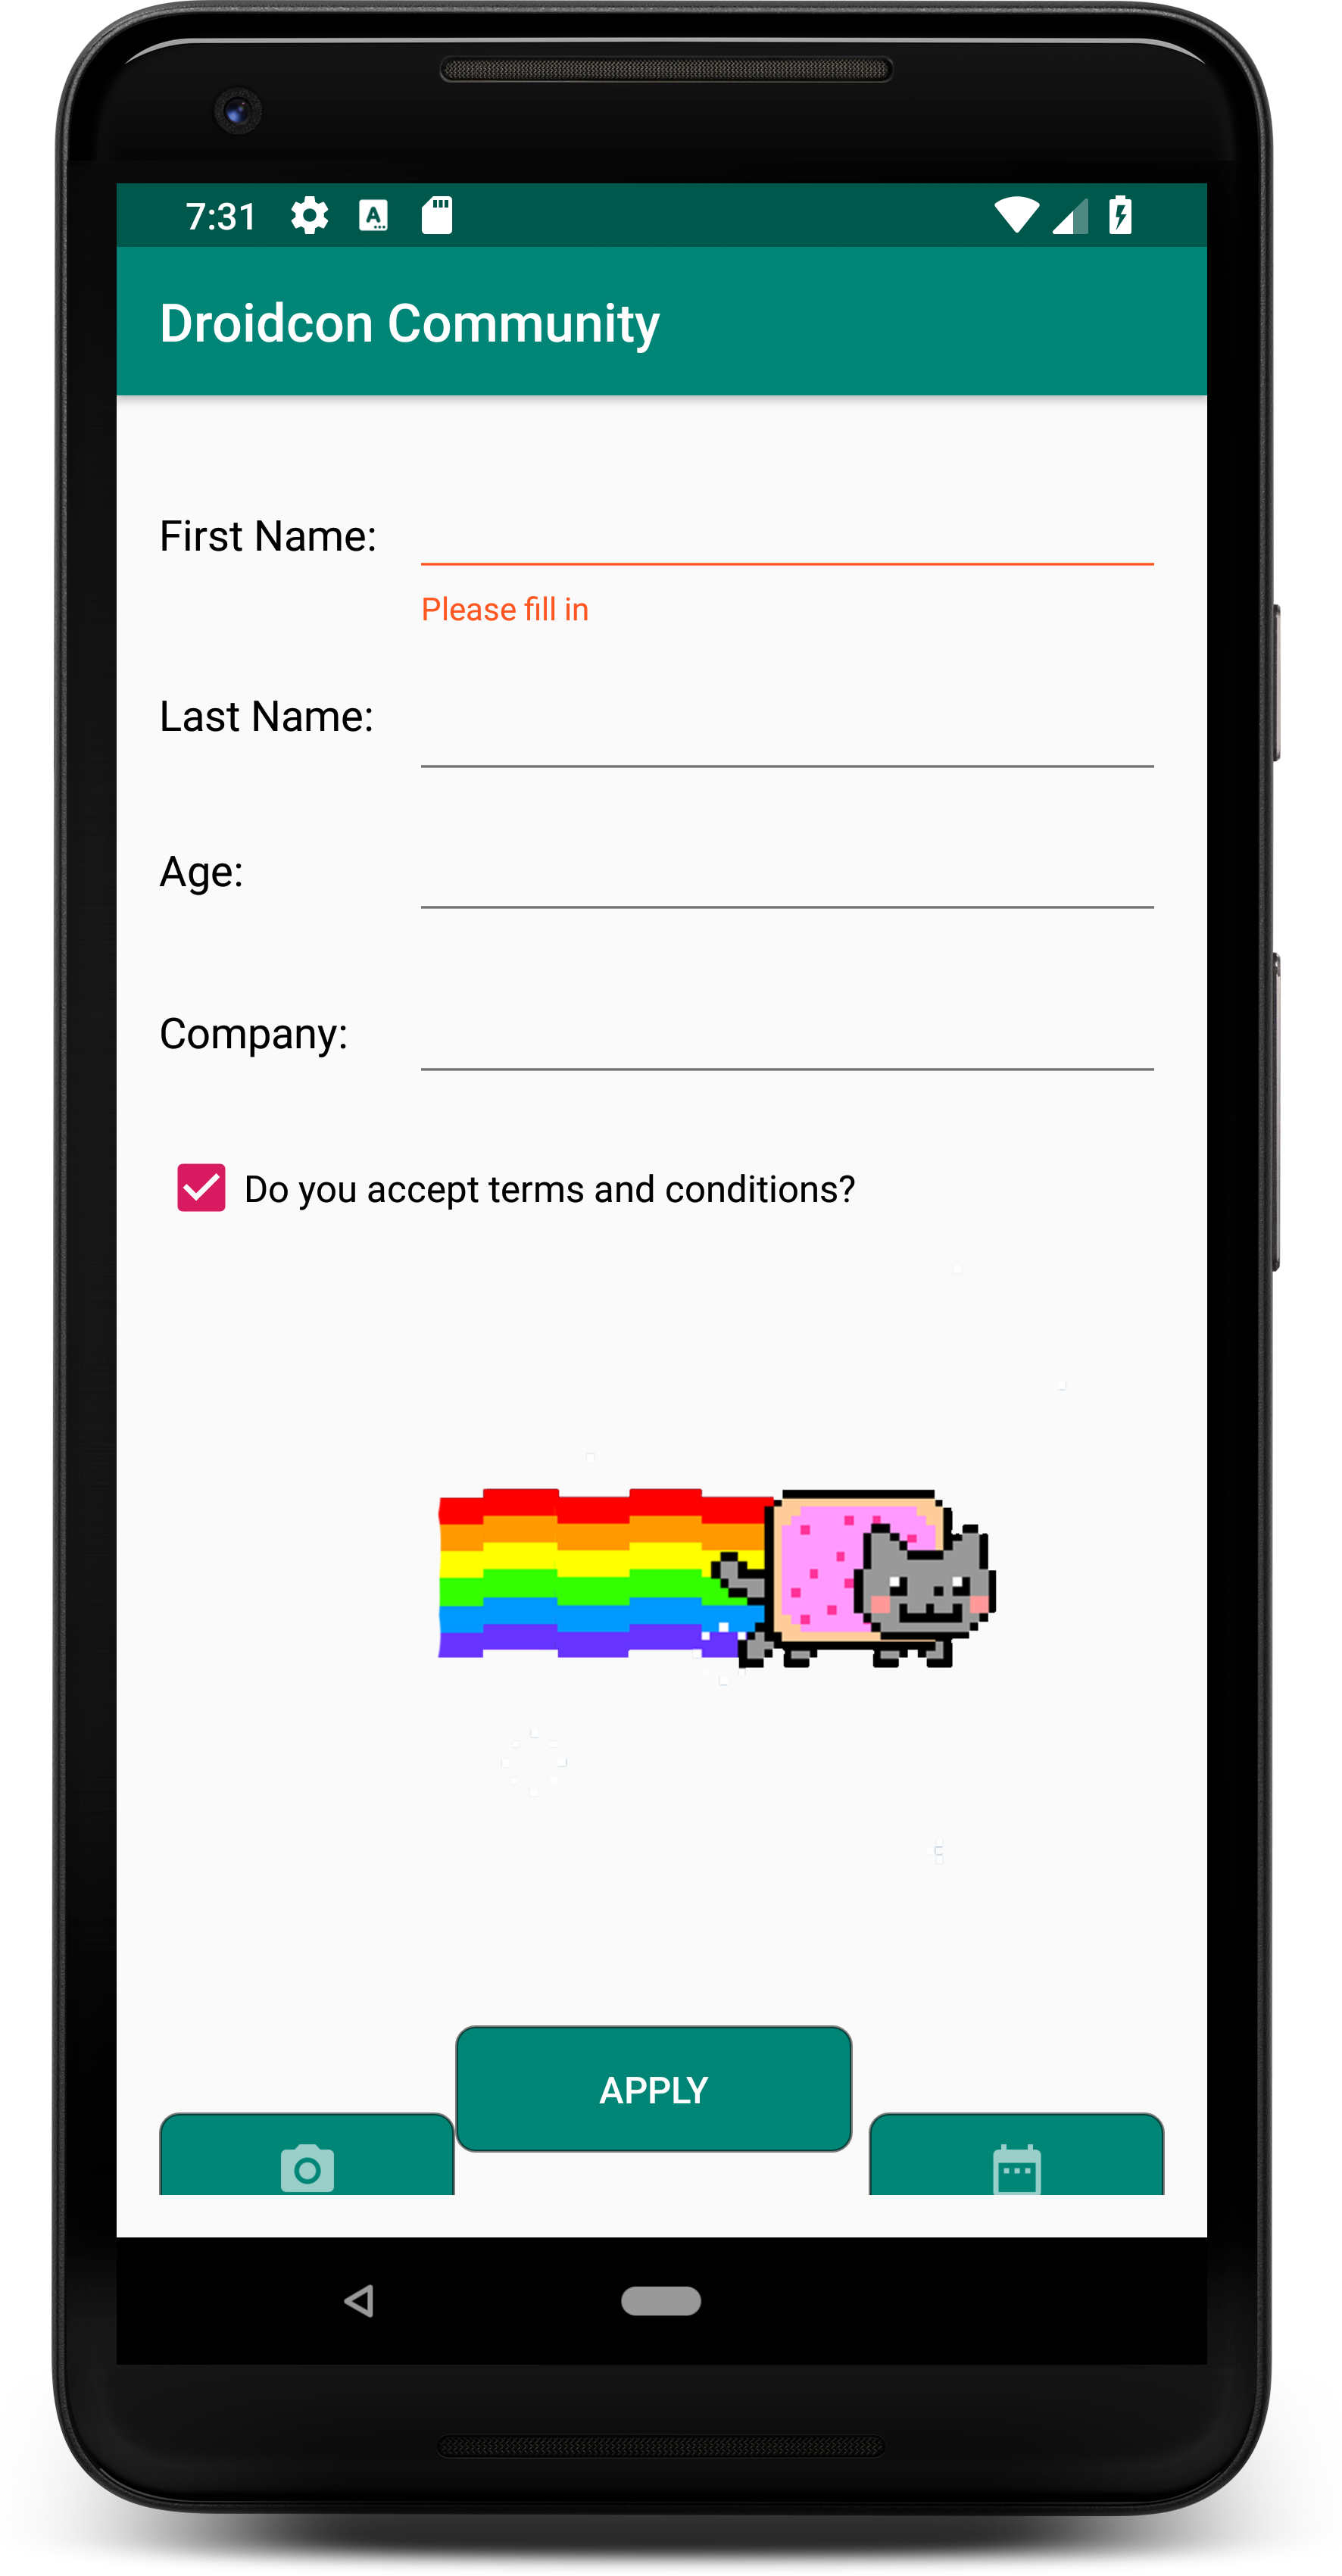 7:31
Droidcon Community
First Name:
Please fill in
Last Name:
Age:
Company:
Do you accept terms and conditions?
APPLY